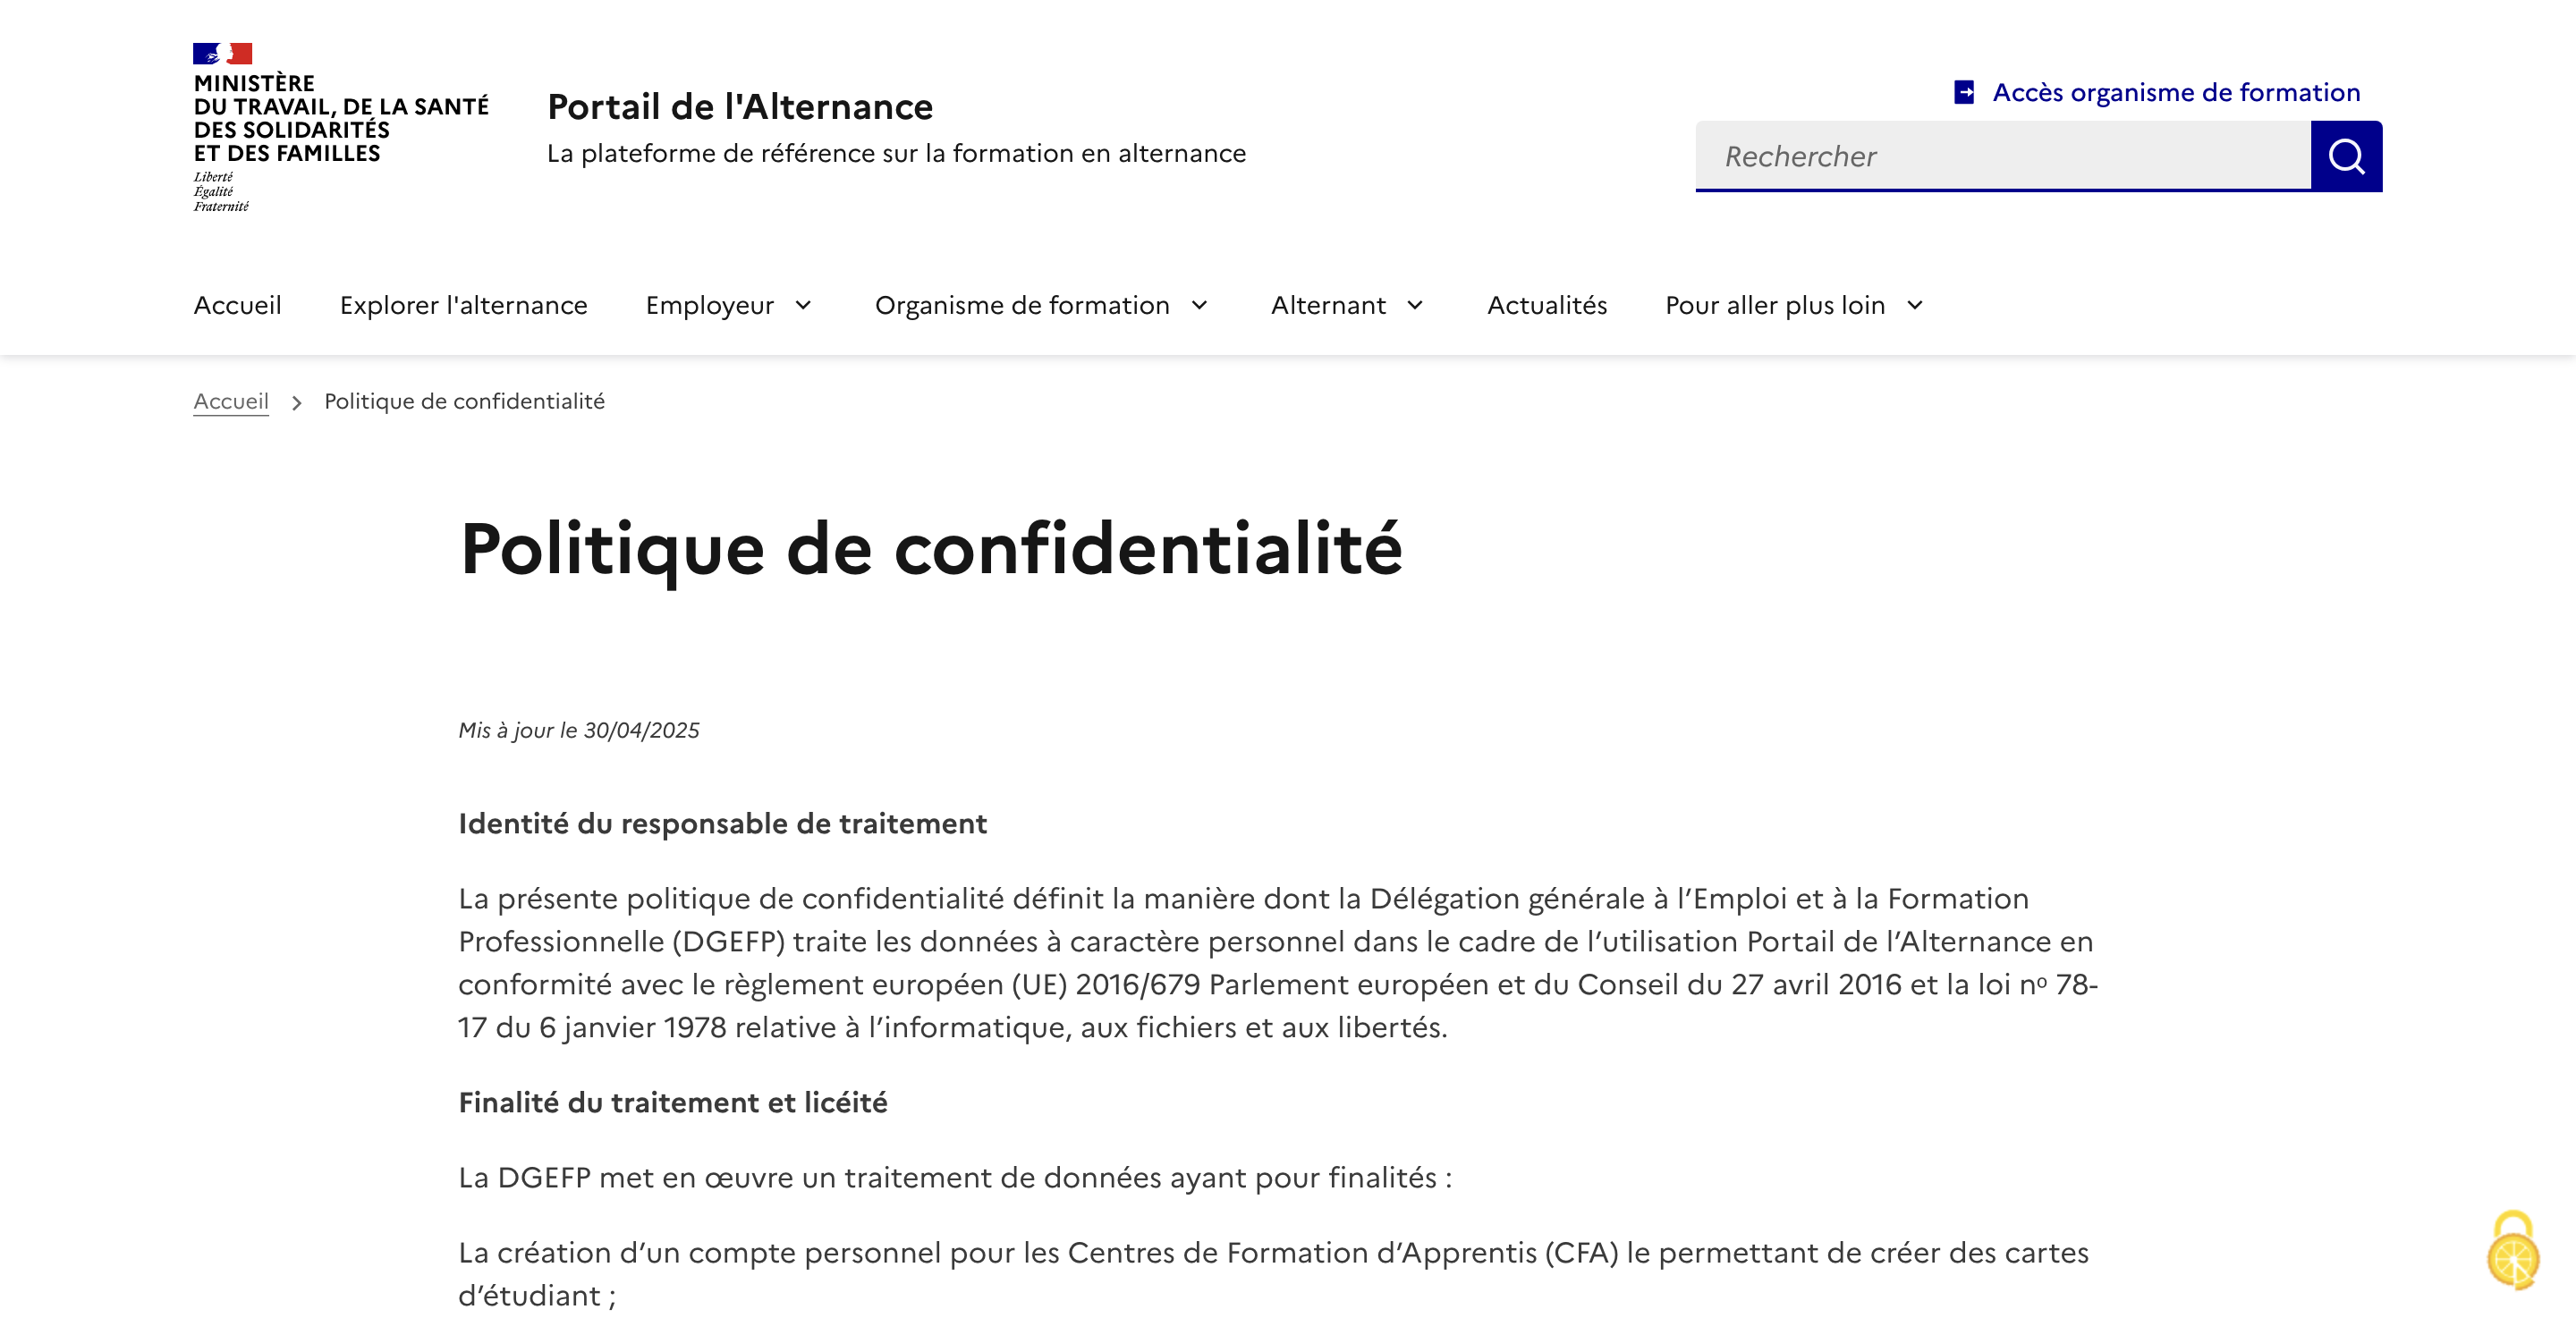 MINISTÈRE
DU TRAVAIL, DE LA SANTÉ
DES SOLIDARITÉS
ET DES FAMILLES
Liberté
Égalité
Fraternité
Portail de l'Alternance
La plateforme de référence sur la formation en alternance
Accès organisme de formation
Rechercher
Accueil Explorer l'alternance Employeur Organisme de formation Alternant Actualités Pour aller plus loin
Accueil Politique de confidentialité
Politique de confidentialité
Mis à jour le 30/04/2025
Identité du responsable de traitement
La présente politique de confidentialité définit la manière dont la Délégation générale à l’Emploi et à la Formation
Professionnelle (DGEFP) traite les données à caractère personnel dans le cadre de l’utilisation Portail de l’Alternance en
conformité avec le règlement européen (UE) 2016/679 Parlement européen et du Conseil du 27 avril 2016 et la loi nº 78-
17 du 6 janvier 1978 relative à l’informatique, aux fichiers et aux libertés.
Finalité du traitement et licéité
La DGEFP met en œuvre un traitement de données ayant pour finalités :
La création d’un compte personnel pour les Centres de Formation d’Apprentis (CFA) le permettant de créer des cartes
d’étudiant ;